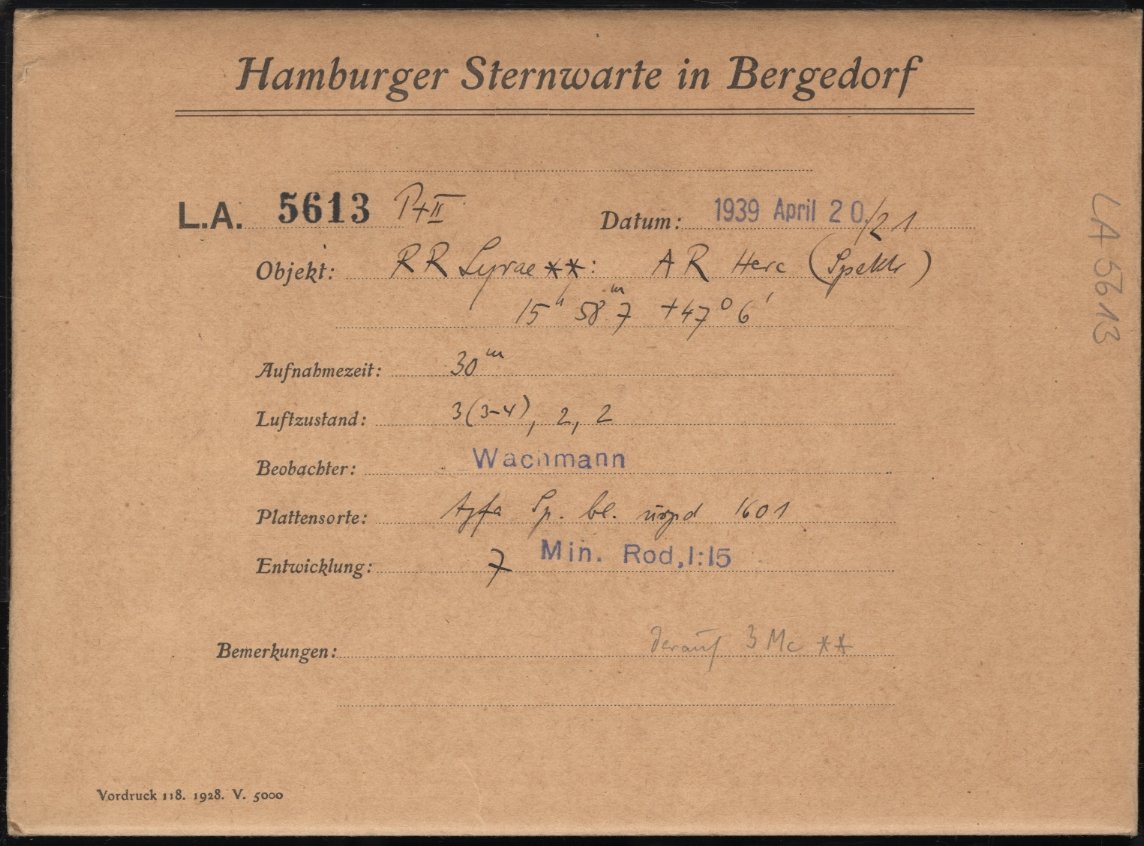 Hamburger Sternwarte in Bergedorf
L.A. 5613 P+II Datum: 1939 April 20./21
Objekt: RR Lyrae **: AR Herc (Spektr)
15ʰ 58ᵐ7 +47° 6'
Aufnahmezeit: 30ᵐ
Luftzustand: 3(3-4), 2, 2
Beobachter: Wachmann
Plattensorte: Agfa Sp. bl. 1601
Entwicklung: 7 Min. Rod, 1:15
Bemerkungen: darauf 3 Mc **
Vordruck 118. 1928. V. 5000
LA 5613